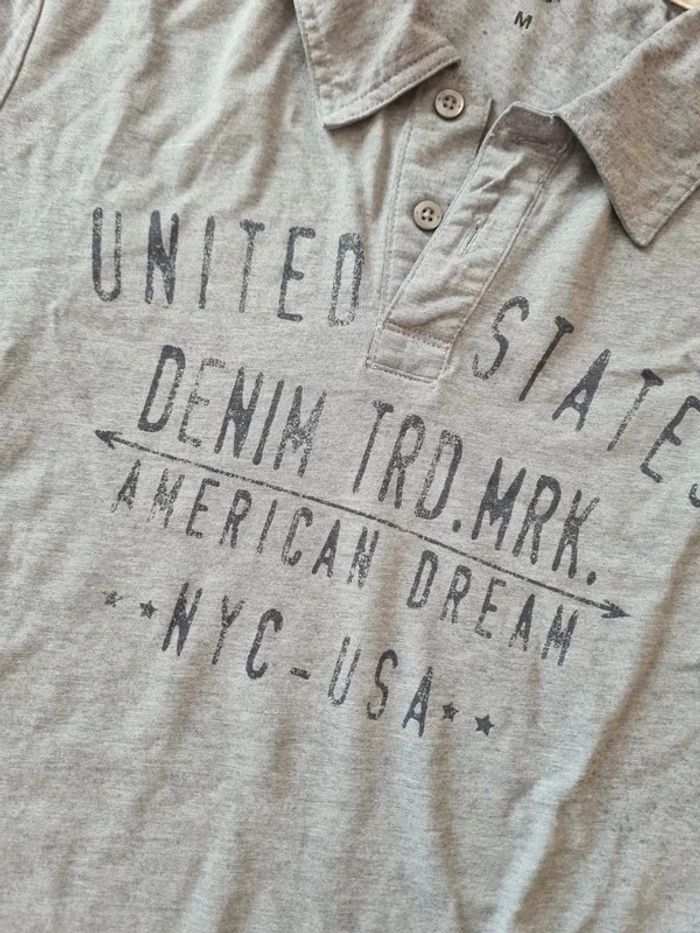 M
UNITED STATES
DENIM TRD.MRK.
AMERICAN DREAM
NYC-USA